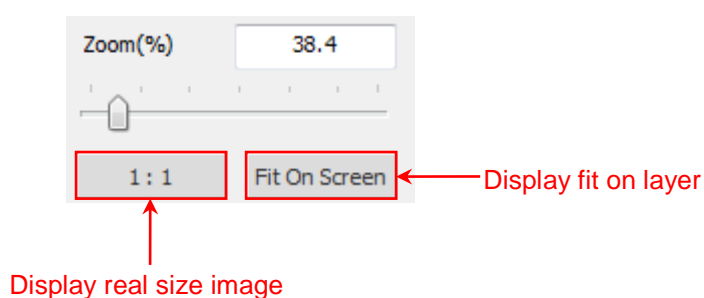 Zoom(%) 38.4
1 : 1 Fit On Screen
Display fit on layer
Display real size image